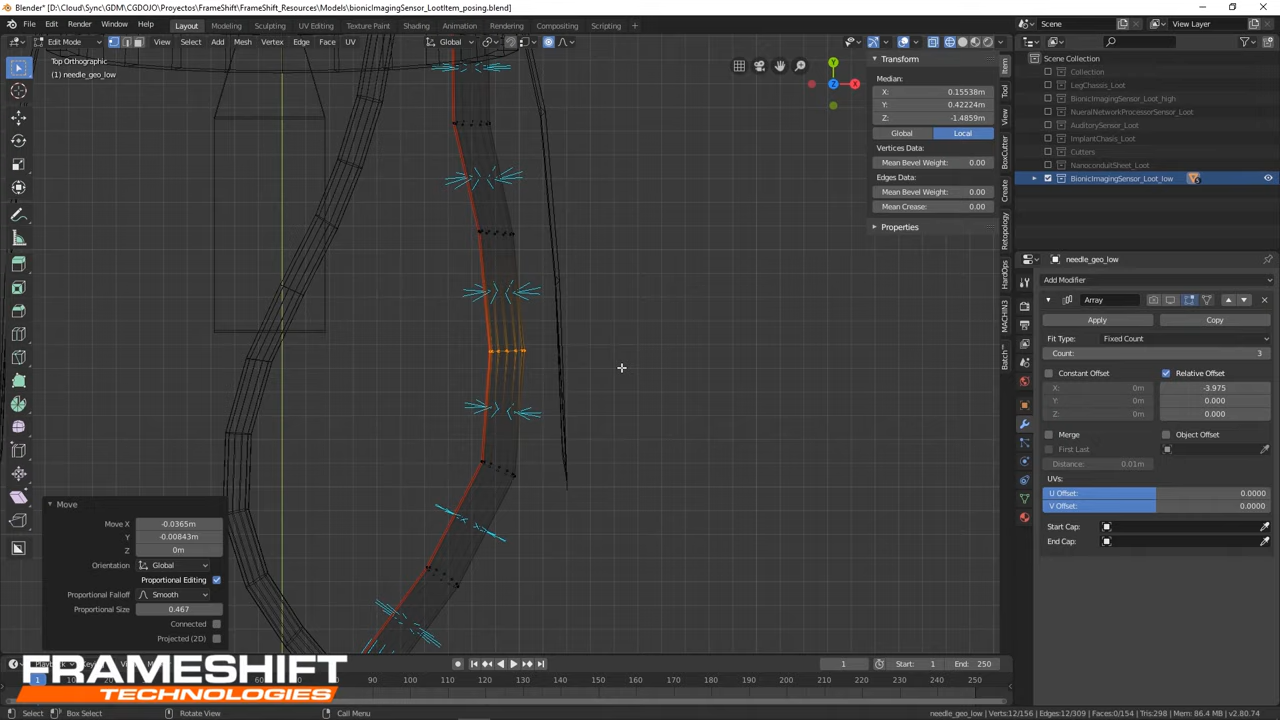 Blender* [D:\Cloud\Sync\GDM\CGDOJO\Proyectos\FrameShift\FrameShift_Resources\Models\bionicImagingSensor_LootItem_posing.blend]
File Edit Render Window Help Layout Modeling Sculpting UV Editing Texture Paint Shading Animation Rendering Compositing Scripting + Scene View Layer
Edit Mode View Select Add Mesh Vertex Edge Face UV Global
Top Orthographic
(1) needle_geo_low
Y
X
Z
Transform
Median:
X: 0.15538m
Y: 0.42224m
Z: -1.4859m
Global Local
Vertices Data:
Mean Bevel Weight: 0.00
Edges Data:
Mean Bevel Weight: 0.00
Mean Crease: 0.00
Properties
Item
Tool
View
BoxCutter
Create
Retopology
HardOps
MACHIN3
Batch™
Scene Collection
Collection
LegChassis_Loot
BionicImagingSensor_Loot_high
NueralNetworkProcessorSensor_Loot
AuditorySensor_Loot
ImplantChasis_Loot
Cutters
NanoconduitSheet_Loot
BionicImagingSensor_Loot_low
needle_geo_low
Add Modifier
Array
Apply Copy
Fit Type: Fixed Count
Count: 3
Constant Offset Relative Offset
X: 0m -3.975
Y: 0m 0.000
Z: 0m 0.000
Merge Object Offset
First Last
Distance: 0.01m
UVs:
U Offset: 0.0000
V Offset: 0.0000
Start Cap:
End Cap:
Move
Move X -0.0365m
Y -0.00843m
Z 0m
Orientation Global
Proportional Editing
Proportional Falloff Smooth
Proportional Size 0.467
Connected
Projected (2D)
1 Start: 1 End: 250
1 80 90 100 110 120 130 140 150 160 170 180 190 200 210 220 230 240 250
FRAMESHIFT
TECHNOLOGIES
Select Box Select Rotate View Call Menu needle_geo_low | Verts:12/156 | Edges:12/309 | Faces:0/154 | Tris:298 | Mem: 86.4 MB | v2.80.74